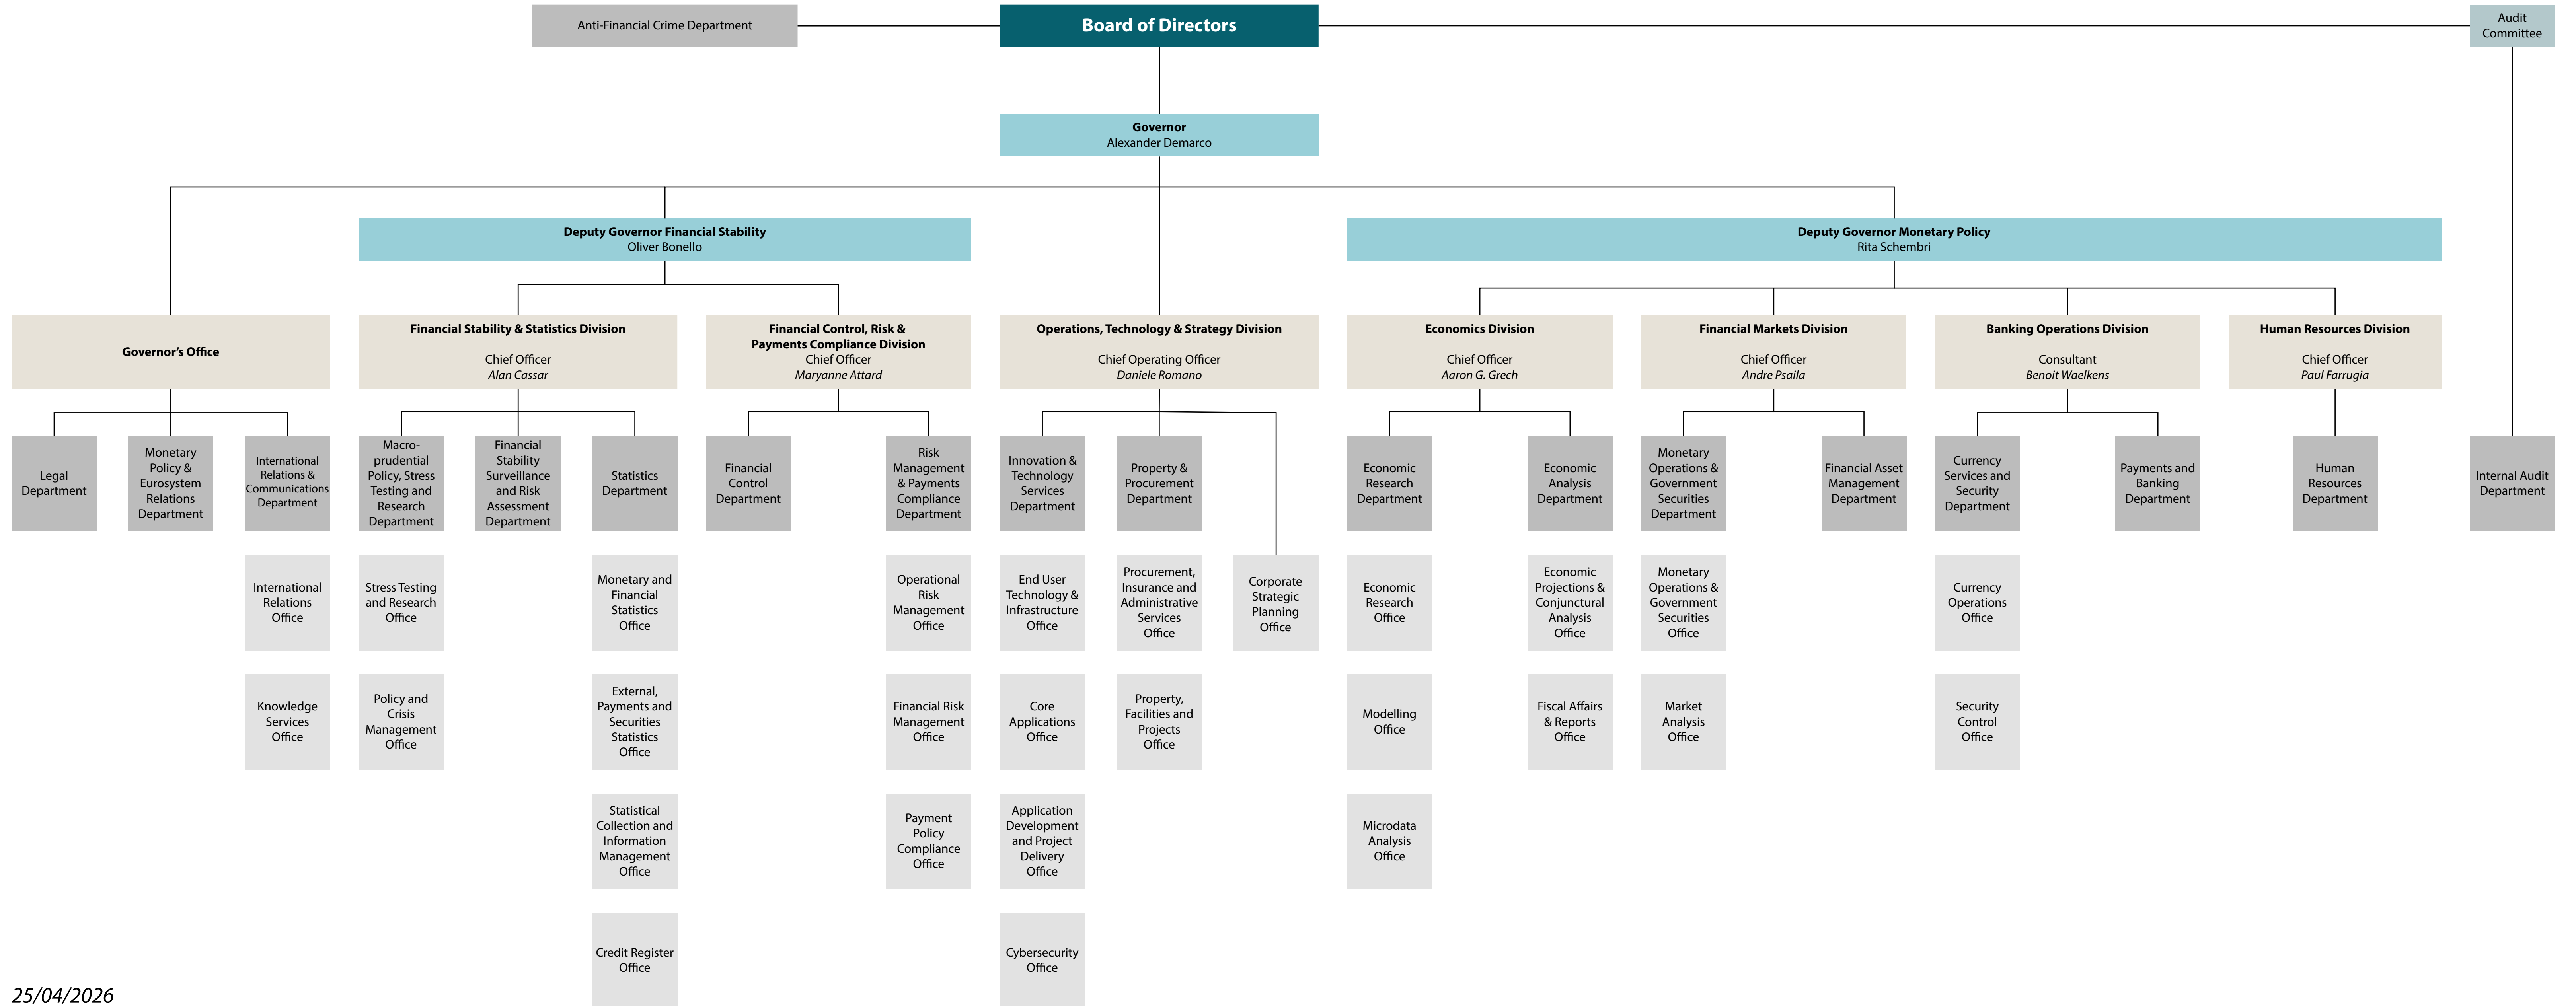 Anti-Financial Crime Department
Board of Directors
Audit
Committee
Governor
Alexander Demarco
Deputy Governor Financial Stability
Oliver Bonello
Deputy Governor Monetary Policy
Rita Schembri
Governor’s Office
Financial Stability & Statistics Division
Chief Officer
Alan Cassar
Financial Control, Risk &
Payments Compliance Division
Chief Officer
Maryanne Attard
Operations, Technology & Strategy Division
Chief Operating Officer
Daniele Romano
Economics Division
Chief Officer
Aaron G. Grech
Financial Markets Division
Chief Officer
Andre Psaila
Banking Operations Division
Consultant
Benoit Waelkens
Human Resources Division
Chief Officer
Paul Farrugia
Legal
Department
Monetary
Policy &
Eurosystem
Relations
Department
International
Relations &
Communications
Department
Macro-
prudential
Policy, Stress
Testing and
Research
Department
Financial
Stability
Surveillance
and Risk
Assessment
Department
Statistics
Department
Financial
Control
Department
Risk
Management
& Payments
Compliance
Department
Innovation &
Technology
Services
Department
Property &
Procurement
Department
Economic
Research
Department
Economic
Analysis
Department
Monetary
Operations &
Government
Securities
Department
Financial Asset
Management
Department
Currency
Services and
Security
Department
Payments and
Banking
Department
Human
Resources
Department
Internal Audit
Department
International
Relations
Office
Stress Testing
and Research
Office
Monetary and
Financial
Statistics
Office
Operational
Risk
Management
Office
End User
Technology &
Infrastructure
Office
Procurement,
Insurance and
Administrative
Services
Office
Corporate
Strategic
Planning
Office
Economic
Research
Office
Economic
Projections &
Conjunctural
Analysis
Office
Monetary
Operations &
Government
Securities
Office
Currency
Operations
Office
Knowledge
Services
Office
Policy and
Crisis
Management
Office
External,
Payments and
Securities
Statistics
Office
Financial Risk
Management
Office
Core
Applications
Office
Property,
Facilities and
Projects
Office
Modelling
Office
Fiscal Affairs
& Reports
Office
Market
Analysis
Office
Security
Control
Office
Statistical
Collection and
Information
Management
Office
Payment
Policy
Compliance
Office
Application
Development
and Project
Delivery
Office
Microdata
Analysis
Office
Credit Register
Office
Cybersecurity
Office
25/04/2026